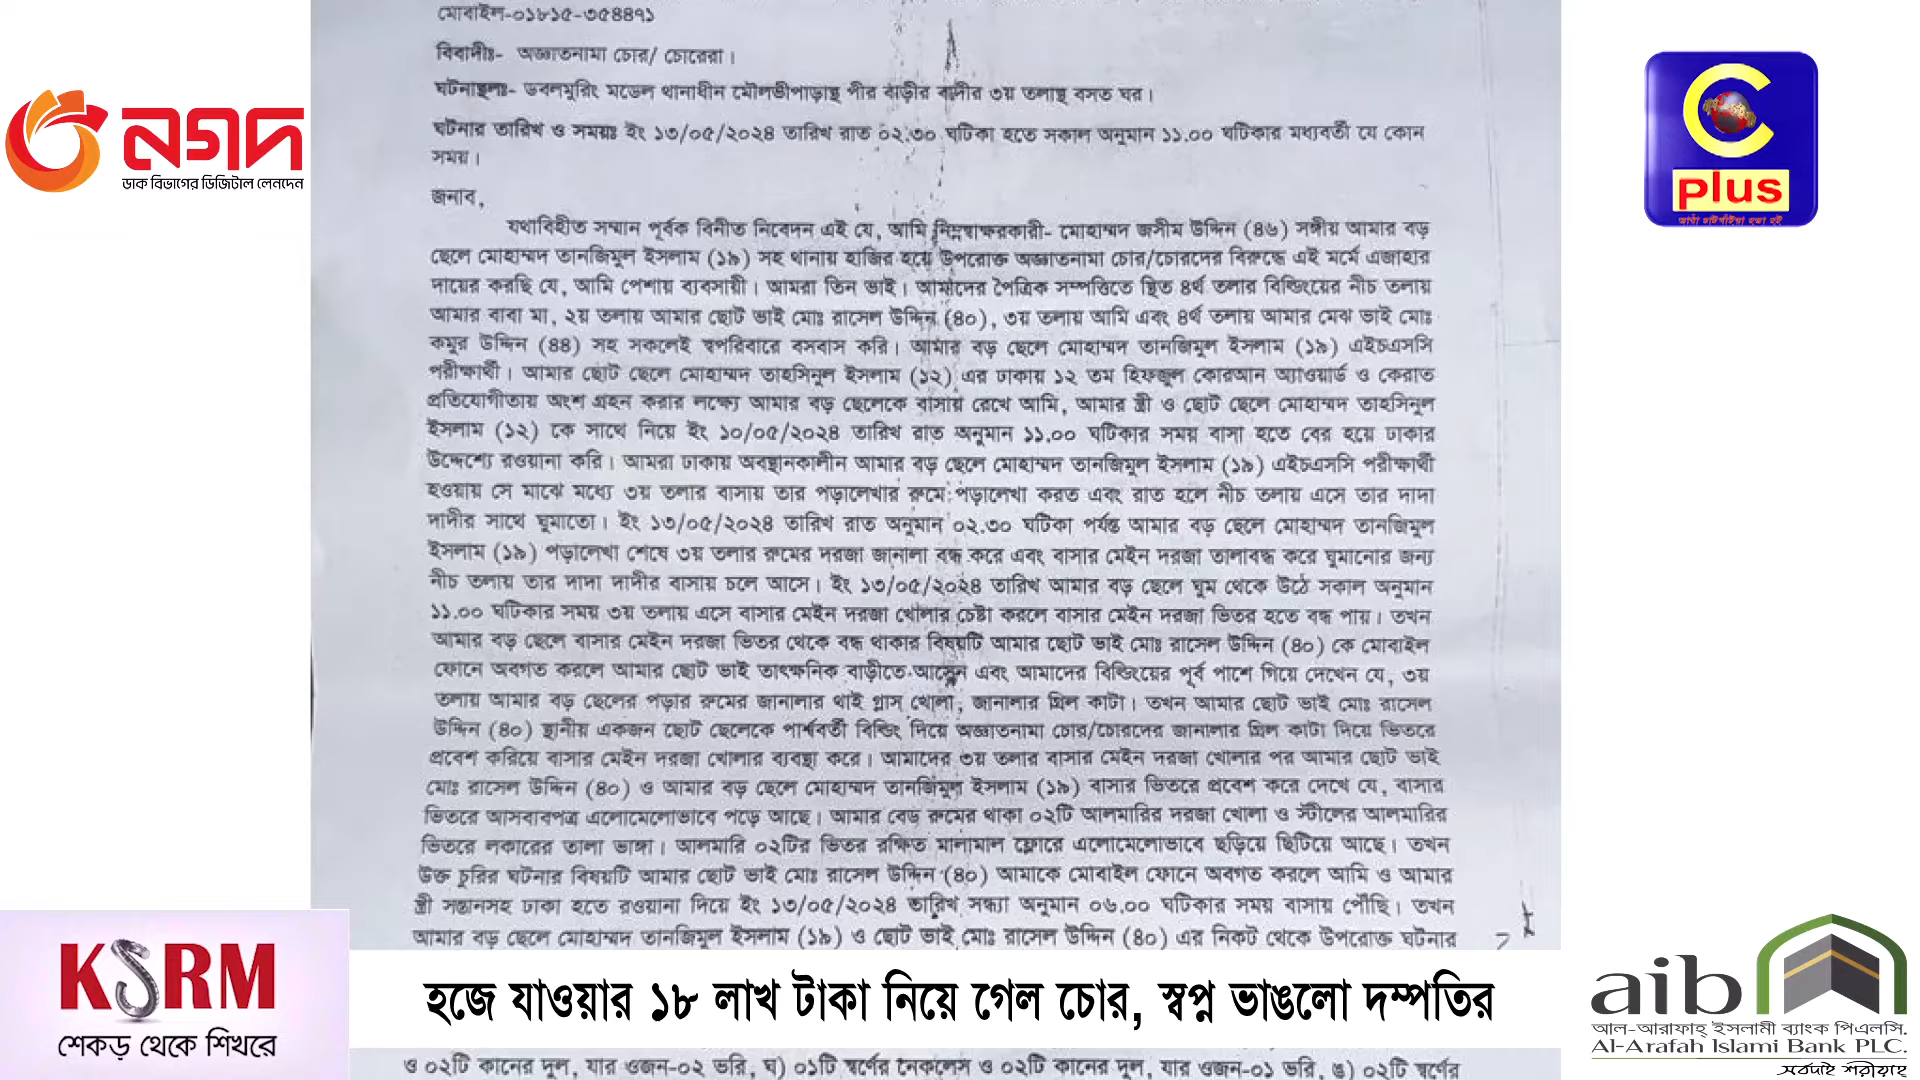 মোবাইল-০১৮১৫-৩৫৪৪৭১
বিবাদীঃ- অজ্ঞাতনামা চোর/ চোরেরা।
ঘটনাস্থলঃ- ডবলমুরিং মডেল থানাধীন মৌলভীপাড়াস্থ পীর বাড়ীর বাদীর ৩য় তলাস্থ বসত ঘর।
ঘটনার তারিখ ও সময়ঃ ইং ১৩/০৫/২০২৪ তারিখ রাত ০২.৩০ ঘটিকা হতে সকাল অনুমান ১১.০০ ঘটিকার মধ্যবর্তী যে কোন
সময়।
জনাব,
যথাবিহীত সম্মান পূর্বক বিনীত নিবেদন এই যে, আমি নিম্নস্বাক্ষরকারী- মোহাম্মদ জসীম উদ্দিন (৪৬) সঙ্গীয় আমার বড়
ছেলে মোহাম্মদ তানজিমুল ইসলাম (১৯) সহ থানায় হাজির হয়ে উপরোক্ত অজ্ঞাতনামা চোর/চোরদের বিরুদ্ধে এই মর্মে এজাহার
দায়ের করছি যে, আমি পেশায় ব্যবসায়ী। আমরা তিন ভাই। আমাদের পৈত্রিক সম্পত্তিতে স্থিত ৪র্থ তলার বিল্ডিংয়ের নীচ তলায়
আমার বাবা মা, ২য় তলায় আমার ছোট ভাই মোঃ রাসেল উদ্দিন (৪০), ৩য় তলায় আমি এবং ৪র্থ তলায় আমার মেঝ ভাই মোঃ
কমুর উদ্দিন (৪৪) সহ সকলেই স্বপরিবারে বসবাস করি। আমার বড় ছেলে মোহাম্মদ তানজিমুল ইসলাম (১৯) এইচএসসি
পরীক্ষার্থী। আমার ছোট ছেলে মোহাম্মদ তাহসিনুল ইসলাম (১২) এর ঢাকায় ১২ তম হিফজুল কোরআন অ্যাওয়ার্ড ও কেরাত
প্রতিযোগীতায় অংশ গ্রহন করার লক্ষ্যে আমার বড় ছেলেকে বাসায় রেখে আমি, আমার স্ত্রী ও ছোট ছেলে মোহাম্মদ তাহসিনুল
ইসলাম (১২) কে সাথে নিয়ে ইং ১০/০৫/২০২৪ তারিখ রাত অনুমান ১১.০০ ঘটিকার সময় বাসা হতে বের হয়ে ঢাকার
উদ্দেশ্যে রওয়ানা করি। আমরা ঢাকায় অবস্থানকালীন আমার বড় ছেলে মোহাম্মদ তানজিমুল ইসলাম (১৯) এইচএসসি পরীক্ষার্থী
হওয়ায় সে মাঝে মধ্যে ৩য় তলার বাসায় তার পড়ালেখার রুমে পড়ালেখা করত এবং রাত হলে নীচ তলায় এসে তার দাদা
দাদীর সাথে ঘুমাতো। ইং ১৩/০৫/২০২৪ তারিখ রাত অনুমান ০২.৩০ ঘটিকা পর্যন্ত আমার বড় ছেলে মোহাম্মদ তানজিমুল
ইসলাম (১৯) পড়ালেখা শেষে ৩য় তলার রুমের দরজা জানালা বন্ধ করে এবং বাসার মেইন দরজা তালাবদ্ধ করে ঘুমানোর জন্য
নীচ তলায় তার দাদা দাদীর বাসায় চলে আসে। ইং ১৩/০৫/২০২৪ তারিখ আমার বড় ছেলে ঘুম থেকে উঠে সকাল অনুমান
১১.০০ ঘটিকার সময় ৩য় তলায় এসে বাসার মেইন দরজা খোলার চেষ্টা করলে বাসার মেইন দরজা ভিতর হতে বন্ধ পায়। তখন
আমার বড় ছেলে বাসার মেইন দরজা ভিতর থেকে বন্ধ থাকার বিষয়টি আমার ছোট ভাই মোঃ রাসেল উদ্দিন (৪০) কে মোবাইল
ফোনে অবগত করলে আমার ছোট ভাই তাৎক্ষনিক বাড়ীতে আসেন এবং আমাদের বিল্ডিংয়ের পূর্ব পাশে গিয়ে দেখেন যে, ৩য়
তলায় আমার বড় ছেলের পড়ার রুমের জানালার থাই গ্লাস খোলা, জানালার গ্রিল কাটা। তখন আমার ছোট ভাই মোঃ রাসেল
উদ্দিন (৪০) স্থানীয় একজন ছোট ছেলেকে পার্শ্ববর্তী বিল্ডিং দিয়ে অজ্ঞাতনামা চোর/চোরদের জানালার গ্রিল কাটা দিয়ে ভিতরে
প্রবেশ করিয়ে বাসার মেইন দরজা খোলার ব্যবস্থা করে। আমাদের ৩য় তলার বাসার মেইন দরজা খোলার পর আমার ছোট ভাই
মোঃ রাসেল উদ্দিন (৪০) ও আমার বড় ছেলে মোহাম্মদ তানজিমুল ইসলাম (১৯) বাসার ভিতরে প্রবেশ করে দেখে যে, বাসার
ভিতরে আসবাবপত্র এলোমেলোভাবে পড়ে আছে। আমার বেড রুমের থাকা ০২টি আলমারির দরজা খোলা ও স্টীলের আলমারির
ভিতরে লকারের তালা ভাঙ্গা। আলমারি ০২টির ভিতর রক্ষিত মালামাল ফ্লোরে এলোমেলোভাবে ছড়িয়ে ছিটিয়ে আছে। তখন
উক্ত চুরির ঘটনার বিষয়টি আমার ছোট ভাই মোঃ রাসেল উদ্দিন (৪০) আমাকে মোবাইল ফোনে অবগত করলে আমি ও আমার
স্ত্রী সন্তানসহ ঢাকা হতে রওয়ানা দিয়ে ইং ১৩/০৫/২০২৪ তারিখ সন্ধ্যা অনুমান ০৬.০০ ঘটিকার সময় বাসায় পৌঁছি। তখন
আমার বড় ছেলে মোহাম্মদ তানজিমুল ইসলাম (১৯) ও ছোট ভাই মোঃ রাসেল উদ্দিন (৪০) এর নিকট থেকে উপরোক্ত ঘটনার
হজে যাওয়ার ১৮ লাখ টাকা নিয়ে গেল চোর, স্বপ্ন ভাঙলো দম্পতির
ও ০২টি কানের দুল, যার ওজন-০২ ভরি, ঘ) ০১টি স্বর্ণের নেকলেস ও ০২টি কানের দুল, যার ওজন-০১ ভরি, ঙ) ০২টি স্বর্ণের
নগদ
ডাক বিভাগের ডিজিটাল লেনদেন
C
plus
KSRM
শেকড় থেকে শিখরে
aib
আল-আরাফাহ্ ইসলামী ব্যাংক পিএলসি.
Al-Arafah Islami Bank PLC.